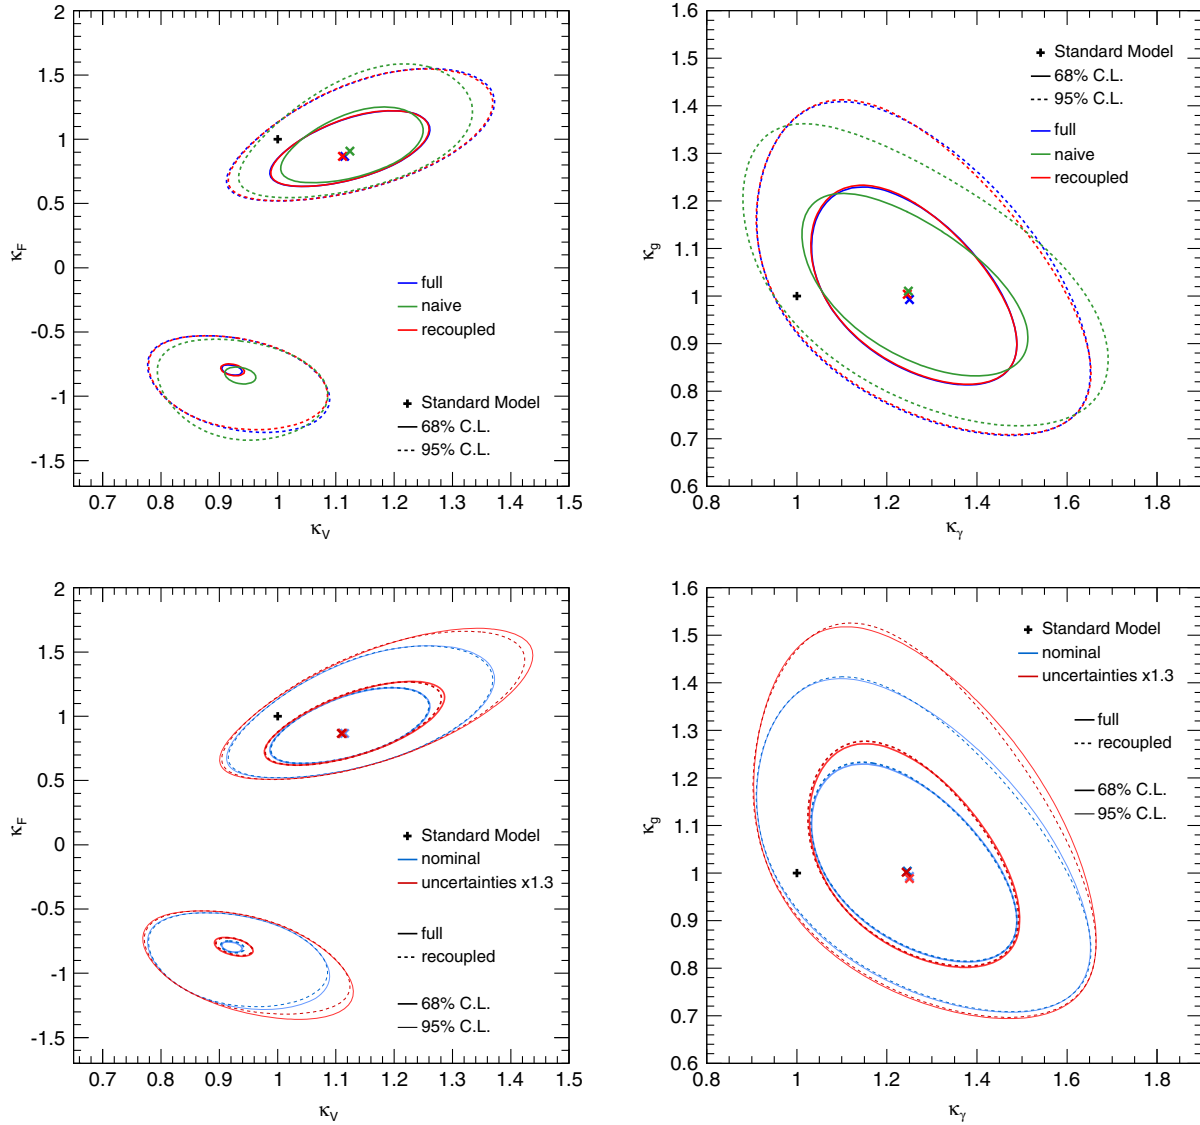 2
1.5
1
0.5
0
-0.5
-1
-1.5
κF
0.7 0.8 0.9 1 1.1 1.2 1.3 1.4 1.5
κV
full
naive
recoupled
Standard Model
68% C.L.
95% C.L.
1.6
1.5
1.4
1.3
1.2
1.1
1
0.9
0.8
0.7
0.6
κg
0.8 1 1.2 1.4 1.6 1.8
κγ
Standard Model
68% C.L.
95% C.L.
full
naive
recoupled
2
1.5
1
0.5
0
-0.5
-1
-1.5
κF
0.7 0.8 0.9 1 1.1 1.2 1.3 1.4 1.5
κV
Standard Model
nominal
uncertainties x1.3
full
recoupled
68% C.L.
95% C.L.
1.6
1.5
1.4
1.3
1.2
1.1
1
0.9
0.8
0.7
0.6
κg
0.8 1 1.2 1.4 1.6 1.8
κγ
Standard Model
nominal
uncertainties x1.3
full
recoupled
68% C.L.
95% C.L.